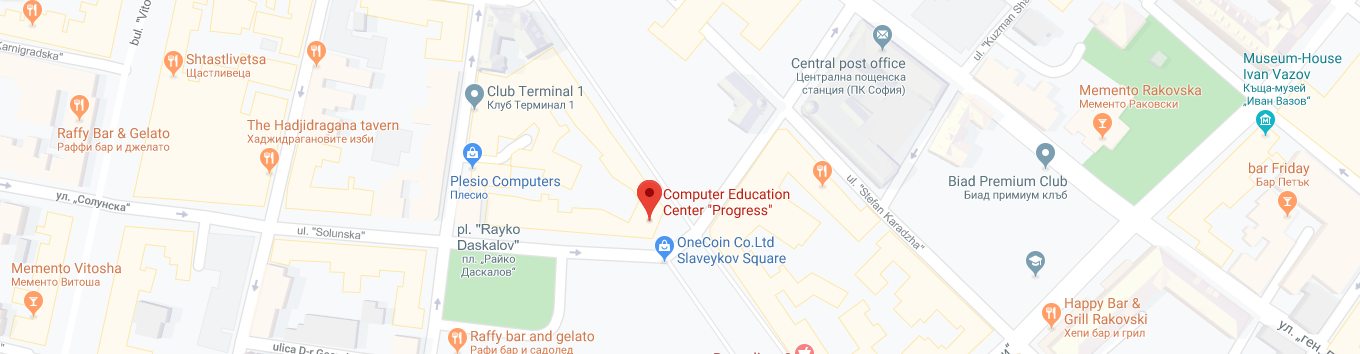 Karnigradska"
bul. "Vito
Shtastlivetsa
Щастливеца
Raffy Bar & Gelato
Раффи бар и джелато
The Hadjidragana tavern
Хаджидрагановите изби
Club Terminal 1
Клуб Терминал 1
Plesio Computers
Плесио
Computer Education
Center "Progress"
OneCoin Co.Ltd
Slaveykov Square
Central post office
Централна пощенска
станция (ПК София)
ul. "Kuzman Sha
Museum-House
Ivan Vazov
Къща-музей
„Иван Вазов“
Memento Rakovska
Мементо Раковски
Biad Premium Club
Биад примиум клъб
bar Friday
Бар Петък
ul. "Stefan Karadzha"
ул. „Солунска“
ul. "Solunska"
pl. "Rayko
Daskalov"
пл. „Райко
Даскалов“
Memento Vitosha
Мементо Витоша
Raffy bar and gelato
Рафи бар и садолед
ulica D-r G
Happy Bar &
Grill Rakovski
Хепи бар и грил
ул. „ген.